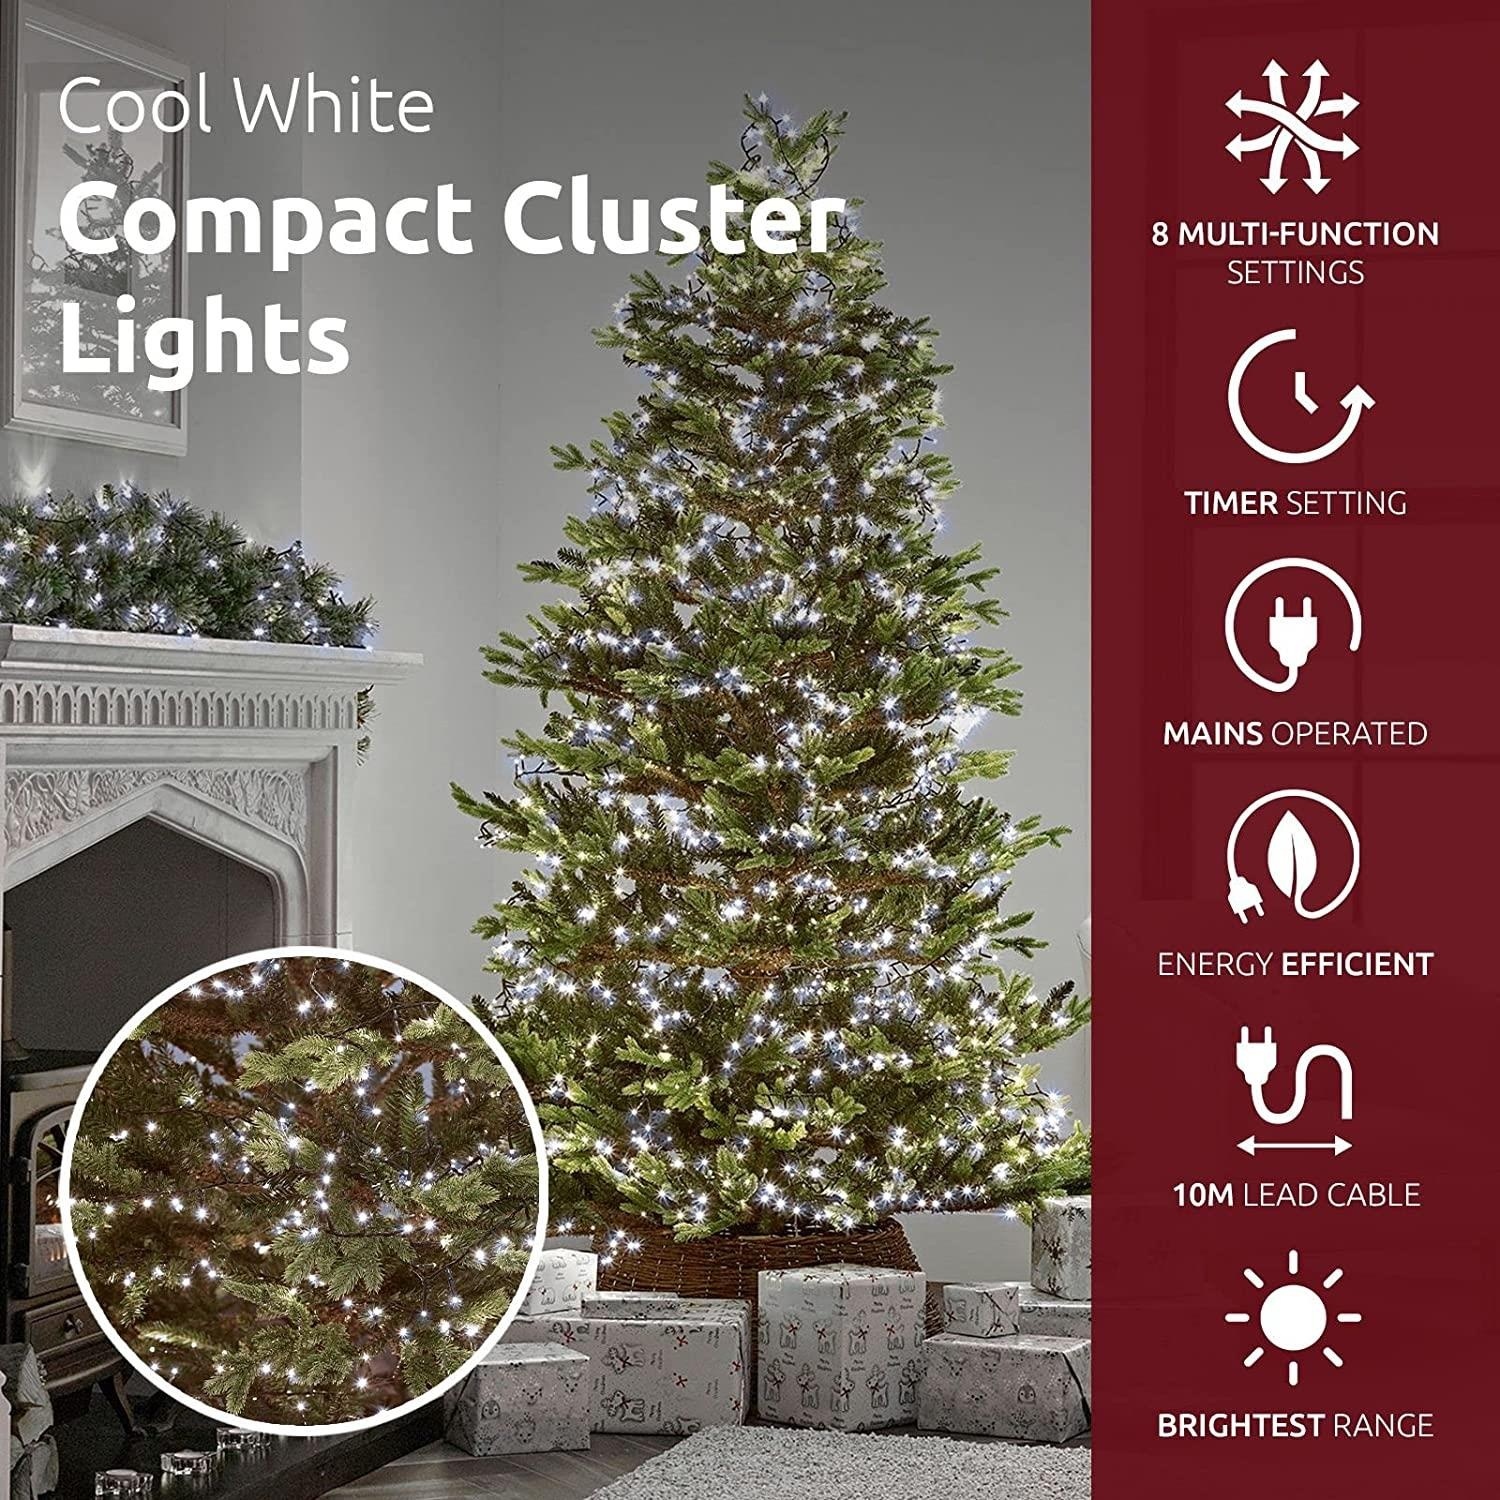 Cool White
Compact Cluster
Lights
8 MULTI-FUNCTION
SETTINGS
TIMER SETTING
MAINS OPERATED
ENERGY EFFICIENT
10M LEAD CABLE
BRIGHTEST RANGE